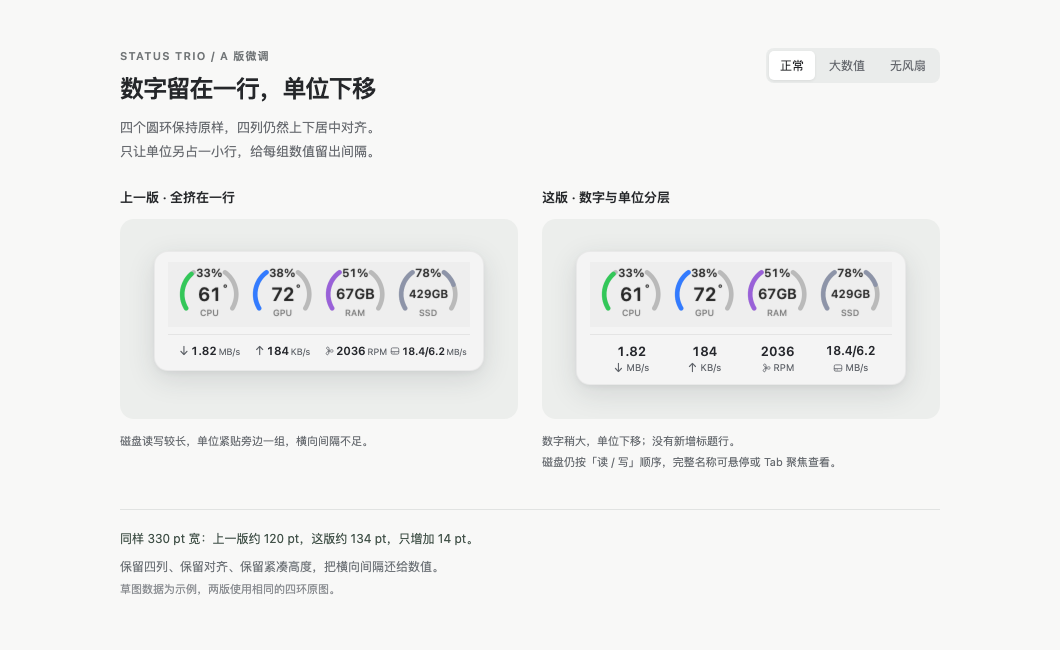 STATUS TRIO / A 版微调
数字留在一行，单位下移
正常 大数值 无风扇
四个圆环保持原样，四列仍然上下居中对齐。
只让单位另占一小行，给每组数值留出间隔。
上一版 · 全挤在一行
33% 38% 51% 78%
61° 72° 67GB 429GB
CPU GPU RAM SSD
↓ 1.82 MB/s ↑ 184 KB/s 2036 RPM 18.4/6.2 MB/s
磁盘读写较长，单位紧贴旁边一组，横向间隔不足。
这版 · 数字与单位分层
33% 38% 51% 78%
61° 72° 67GB 429GB
CPU GPU RAM SSD
1.82 184 2036 18.4/6.2
↓ MB/s ↑ KB/s RPM MB/s
数字稍大，单位下移；没有新增标题行。
磁盘仍按「读 / 写」顺序，完整名称可悬停或 Tab 聚焦查看。
同样 330 pt 宽：上一版约 120 pt，这版约 134 pt，只增加 14 pt。
保留四列、保留对齐、保留紧凑高度，把横向间隔还给数值。
草图数据为示例，两版使用相同的四环原图。